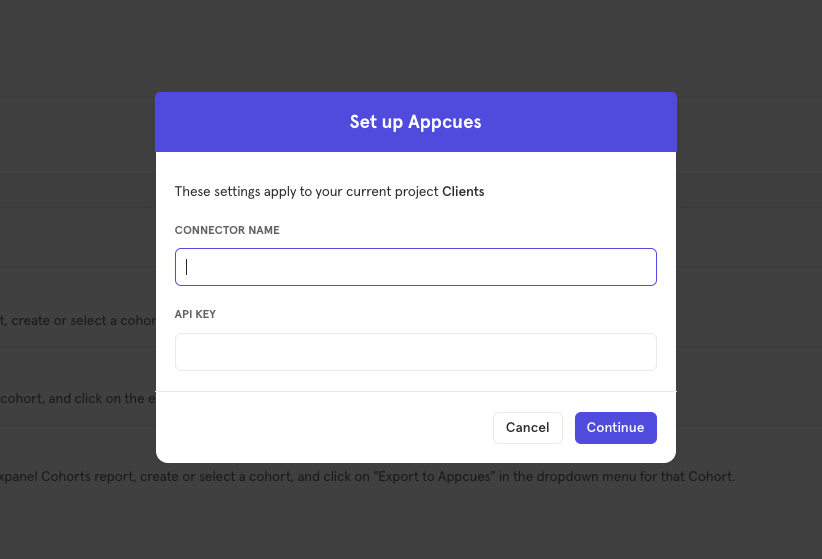 Set up Appcues
These settings apply to your current project Clients
CONNECTOR NAME
API KEY
t, create or select a cohor
cohort, and click on the e
Cancel
Continue
xpanel Cohorts report, create or select a cohort, and click on "Export to Appcues" in the dropdown menu for that Cohort.